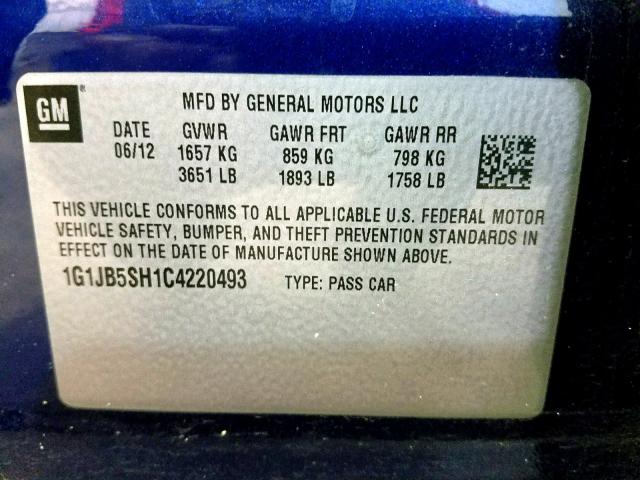 GM ®
MFD BY GENERAL MOTORS LLC
DATE GVWR GAWR FRT GAWR RR
06/12 1657 KG 859 KG 798 KG
3651 LB 1893 LB 1758 LB
THIS VEHICLE CONFORMS TO ALL APPLICABLE U.S. FEDERAL MOTOR
VEHICLE SAFETY, BUMPER, AND THEFT PREVENTION STANDARDS IN
EFFECT ON THE DATE OF MANUFACTURE SHOWN ABOVE.
1G1JB5SH1C4220493 TYPE: PASS CAR